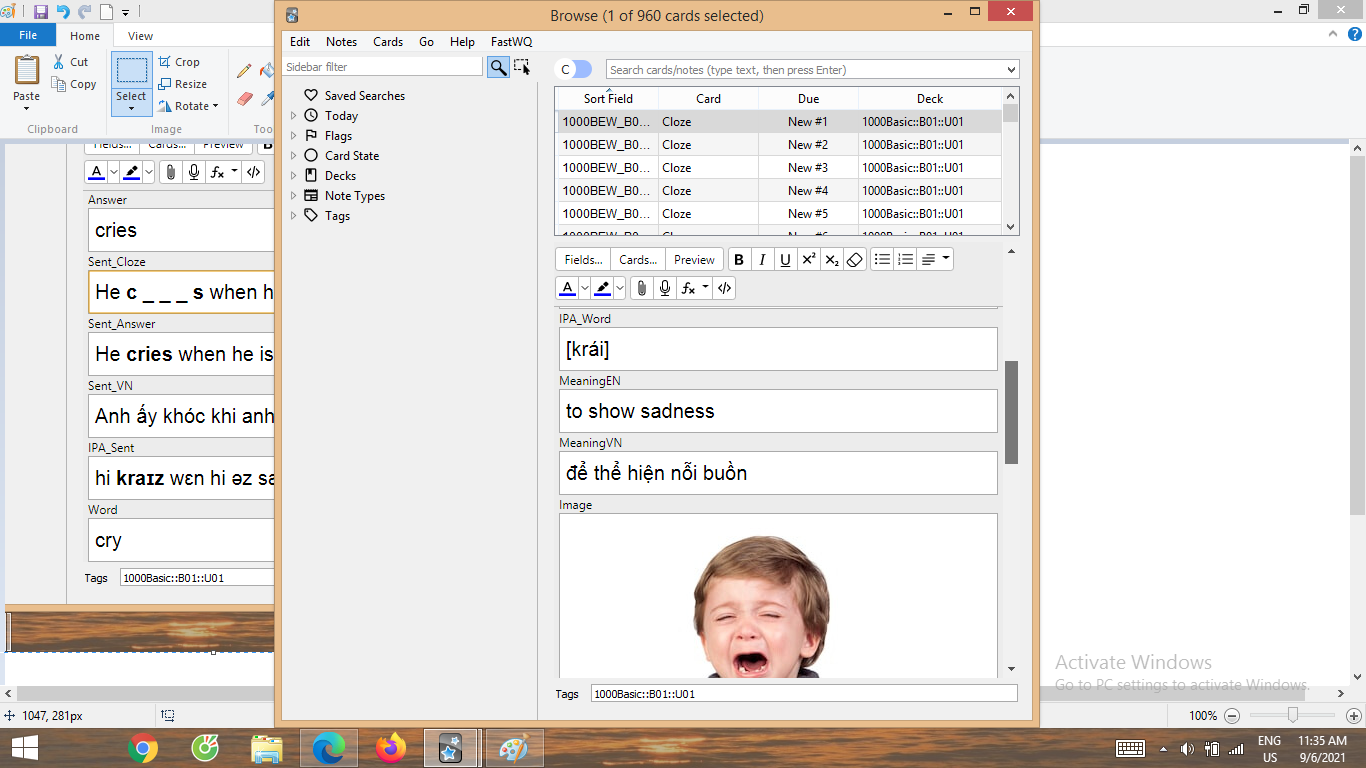 Browse (1 of 960 cards selected)
File
Home
View
Paste
Cut
Copy
Clipboard
Select
Crop
Resize
Rotate
Image
Too
Edit
Notes
Cards
Go
Help
FastWQ
Sidebar filter
Saved Searches
Today
Flags
Card State
Decks
Note Types
Tags
C
Search cards/notes (type text, then press Enter)
Sort Field Card Due Deck
1000BEW_B0... Cloze New #1 1000Basic::B01::U01
1000BEW_B0... Cloze New #2 1000Basic::B01::U01
1000BEW_B0... Cloze New #3 1000Basic::B01::U01
1000BEW_B0... Cloze New #4 1000Basic::B01::U01
1000BEW_B0... Cloze New #5 1000Basic::B01::U01
Fields... Cards... Preview B I U X² X₂
A fx </>
IPA_Word
[krái]
MeaningEN
to show sadness
MeaningVN
để thể hiện nỗi buồn
Image
Tags 1000Basic::B01::U01
Fields... Cards... Preview
A fx </>
Answer
cries
Sent_Cloze
He c _ _ _ s when h
Sent_Answer
He cries when he is
Sent_VN
Anh ấy khóc khi anh
IPA_Sent
hi kraɪz wɛn hi əz sa
Word
cry
Tags 1000Basic::B01::U01
Activate Windows
Go to PC settings to activate Windows.
1047, 281px
100%
ENG
US
11:35 AM
9/6/2021